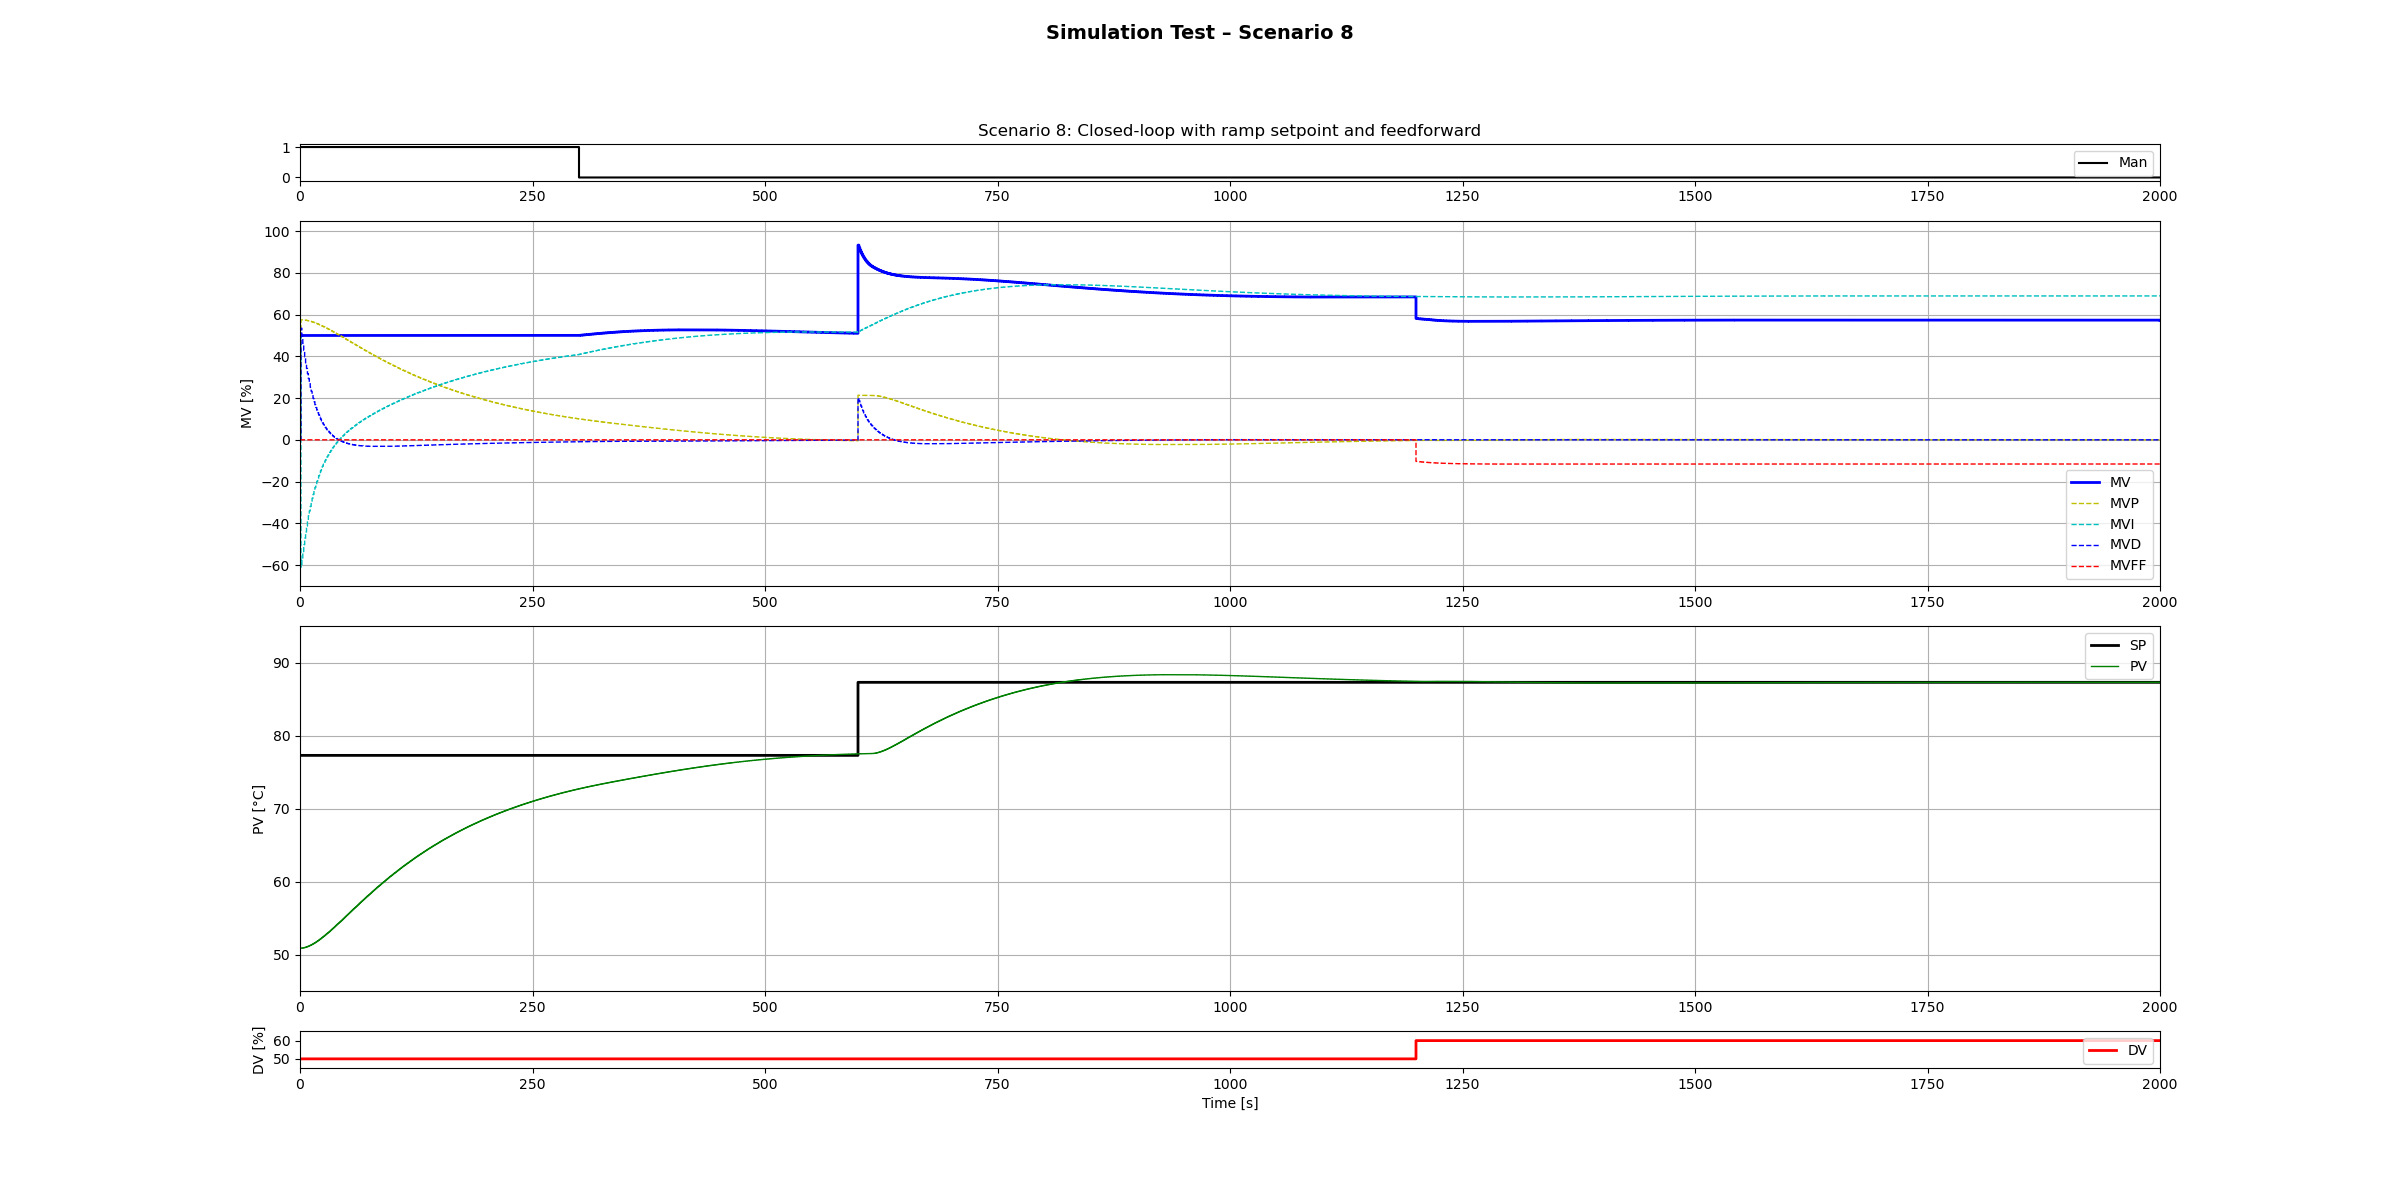 Simulation Test – Scenario 8
Scenario 8: Closed-loop with ramp setpoint and feedforward
1
0
Man
0 250 500 750 1000 1250 1500 1750 2000
MV [%]
100
80
60
40
20
0
−20
−40
−60
MV
MVP
MVI
MVD
MVFF
0 250 500 750 1000 1250 1500 1750 2000
PV [°C]
90
80
70
60
50
SP
PV
0 250 500 750 1000 1250 1500 1750 2000
DV [%]
60
50
DV
0 250 500 750 1000 1250 1500 1750 2000
Time [s]